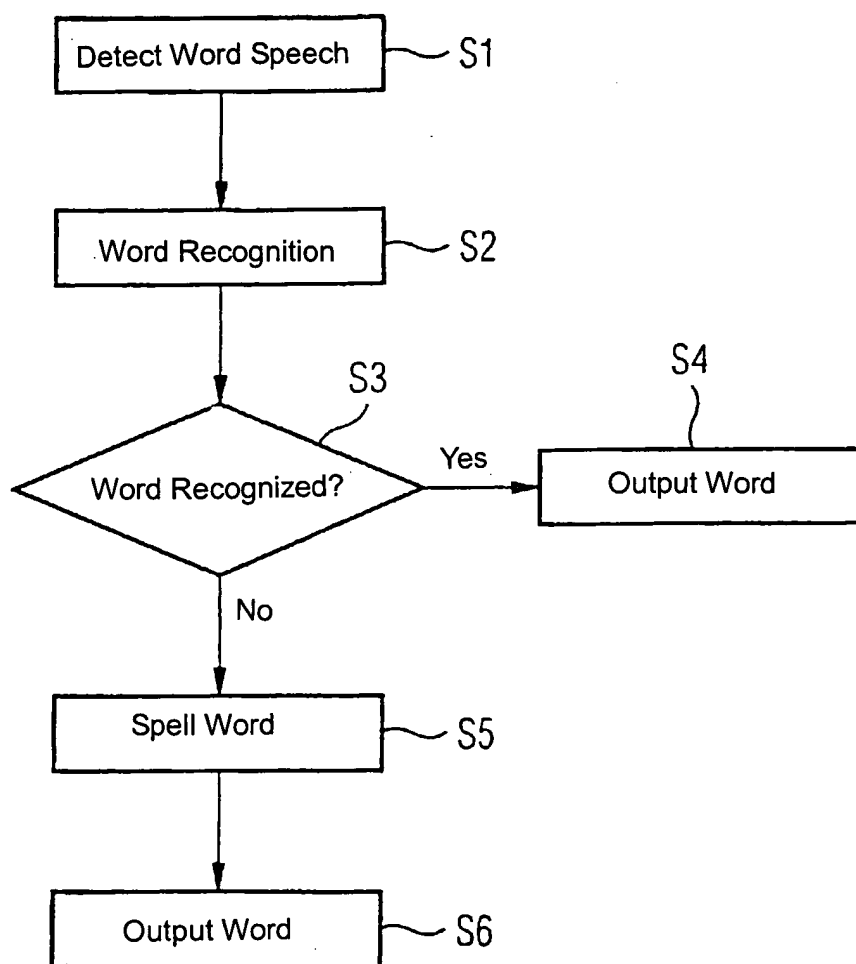 Detect Word Speech S1
Word Recognition S2
S3
S4
Word Recognized?
Yes
Output Word
No
Spell Word S5
Output Word S6